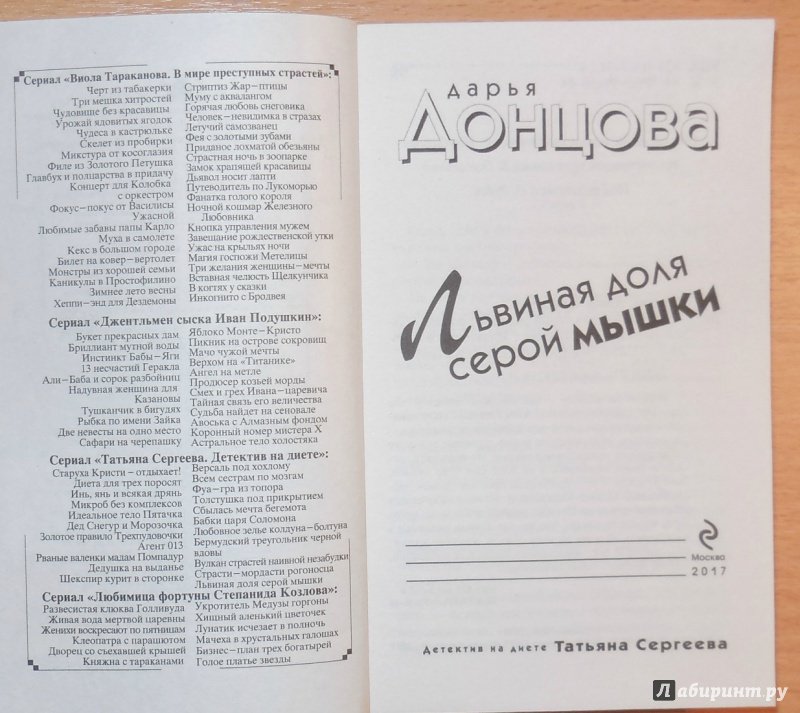 Сериал «Виола Тараканова. В мире преступных страстей»:
Черт из табакерки
Три мешка хитростей
Чудовище без красавицы
Урожай ядовитых ягодок
Чудеса в кастрюльке
Скелет из пробирки
Микстура от косоглазия
Филе из Золотого Петушка
Главбух и полцарства в придачу
Концерт для Колобка
с оркестром
Фокус–покус от Василисы
Ужасной
Любимые забавы папы Карло
Муха в самолете
Кекс в большом городе
Билет на ковер–вертолет
Монстры из хорошей семьи
Каникулы в Простофилино
Зимнее лето весны
Хеппи–энд для Дездемоны
Стриптиз Жар–птицы
Муму с аквалангом
Горячая любовь снеговика
Человек–невидимка в стразах
Летучий самозванец
Фея с золотыми зубами
Приданое лохматой обезьяны
Страстная ночь в зоопарке
Замок храпящей красавицы
Дьявол носит лапти
Путеводитель по Лукоморью
Фанатка голого короля
Ночной кошмар Железного
Любовника
Кнопка управления мужем
Завещание рождественской утки
Ужас на крыльях ночи
Магия госпожи Метелицы
Три желания женщины–мечты
Вставная челюсть Щелкунчика
В когтях у сказки
Инкогнито с Бродвея
Сериал «Джентльмен сыска Иван Подушкин»:
Букет прекрасных дам
Бриллиант мутной воды
Инстинкт Бабы–Яги
13 несчастий Геракла
Али–Баба и сорок разбойниц
Надувная женщина для
Казановы
Тушканчик в бигудях
Рыбка по имени Зайка
Две невесты на одно место
Сафари на черепашку
Яблоко Монте–Кристо
Пикник на острове сокровищ
Мачо чужой мечты
Верхом на «Титанике»
Ангел на метле
Продюсер козьей морды
Смех и грех Ивана–царевича
Тайная связь его величества
Судьба найдет на сеновале
Авоська с Алмазным фондом
Коронный номер мистера Х
Астральное тело холостяка
Сериал «Татьяна Сергеева. Детектив на диете»:
Старуха Кристи–отдыхает!
Диета для трех поросят
Инь, янь и всякая дрянь
Микроб без комплексов
Идеальное тело Пятачка
Дед Снегур и Морозочка
Золотое правило Трехпудовочки
Агент 013
Рваные валенки мадам Помпадур
Дедушка на выданье
Шекспир курит в сторонке
Версаль под хохлому
Всем сестрам по мозгам
Фуа–гра из топора
Толстушка под прикрытием
Сбылась мечта бегемота
Бабки царя Соломона
Любовное зелье колдуна–болтуна
Бермудский треугольник черной
вдовы
Вулкан страстей наивной незабудки
Страсти–мордасти рогоносца
Львиная доля серой мышки
Сериал «Любимица фортуны Степанида Козлова»:
Развесистая клюква Голливуда
Живая вода мертвой царевны
Женихи воскресают по пятницам
Клеопатра с парашютом
Дворец со съехавшей крышей
Княжна с тараканами
Укротитель Медузы горгоны
Хищный аленький цветочек
Лунатик исчезает в полночь
Мачеха в хрустальных галошах
Бизнес–план трех богатырей
Голое платье звезды
дарья
Донцова
Львиная доля
серой мышки
Москва
2017
Детектив на диете Татьяна Сергеева
Лабиринт.ру